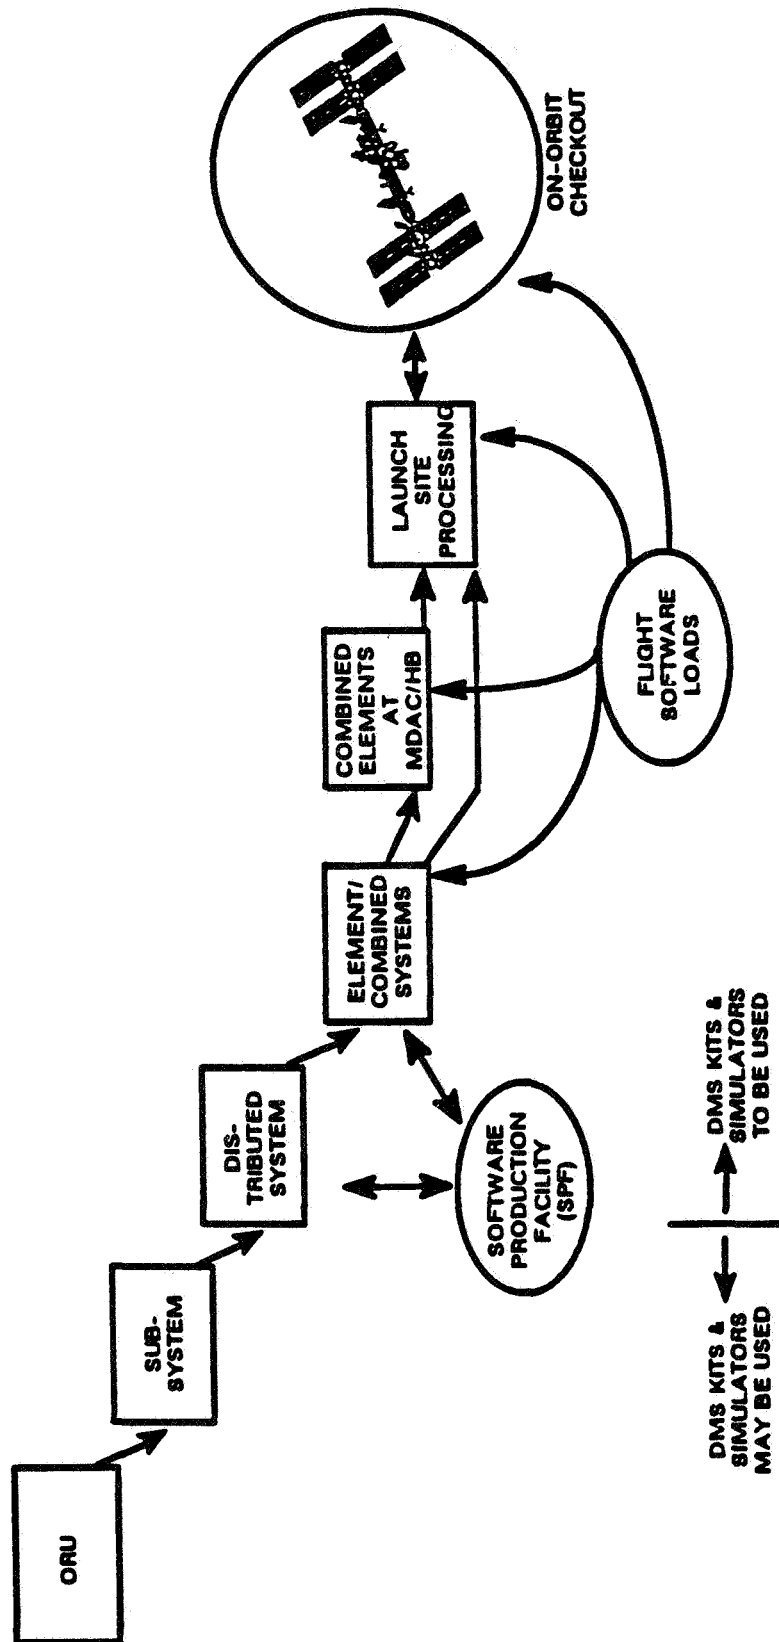 ORU
SUB-
SYSTEM
DIS-
TRIBUTED
SYSTEM
ELEMENT/
COMBINED
SYSTEMS
COMBINED
ELEMENTS
AT
MDAC/HB
LAUNCH
SITE
PROCESSING
ON-ORBIT
CHECKOUT
SOFTWARE
PRODUCTION
FACILITY
(SPF)
FLIGHT
SOFTWARE
LOADS
DMS KITS &
SIMULATORS
MAY BE USED
DMS KITS &
SIMULATORS
TO BE USED